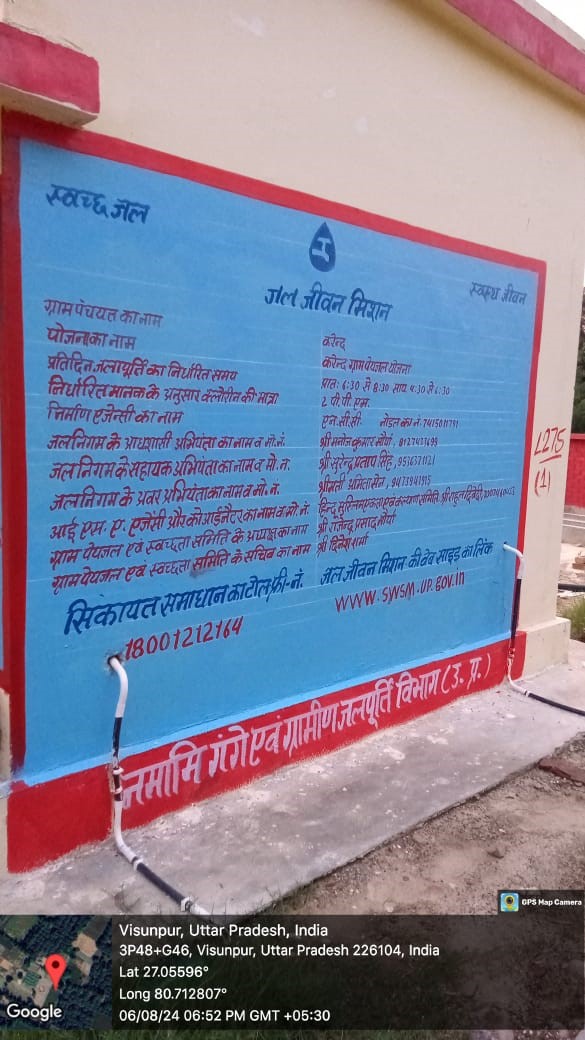 स्वच्छ जल
स्वस्थ जीवन
जल जीवन मिशन
ग्राम पंचयत का नाम करेन्द
योजना का नाम करेन्द ग्राम पेयजल योजना
प्रतिदिन जलापूर्ति का निर्धारित समय प्रातः 6:30 से 8:30 साय 4:30 से 6:30
निर्धारित मानक के अनुसार क्लोरीन की मात्रा 2 पी.पी.एम.
निर्माण एजेन्सी का नाम एन.सी.सी. नोडल का नं. 7415011791
जलनिगम के अधिशासी अभियंता का नाम व मो.नं. श्री मनोज कुमार मौर्या,
जल निगम के सहायक अभियंता का नाम व मो. न. श्री सुरेन्द्र प्रताप सिंह,
जल निगम के अवर अभियंता का नाम व मो. नं. श्रीमती अमिता सेन, 9473941915
आई एस. ए. एजेंसी और कोआर्डिनेटर का नाम व मो. नं
ग्राम पेयजल एवं स्वच्छता समिति के अध्यक्ष का नाम श्री राजेन्द्र प्रसाद मौर्या
ग्राम पेयजल एवं स्वच्छता समिति के सचिव का नाम श्री दिनेश शर्मा
सिकायत समाधान का टोल फ्री-नं. जल जीवन मिशन की वेब साइड का लिंक
18001212164 www.swsm.up.gov.in
नमामि गंगे एवं ग्रामीण जलपूर्ति विभाग (उ. प्र.)
L275
(1)
GPS Map Camera
Visunpur, Uttar Pradesh, India
3P48+G46, Visunpur, Uttar Pradesh 226104, India
Lat 27.05596°
Long 80.712807°
06/08/24 06:52 PM GMT +05:30
Google